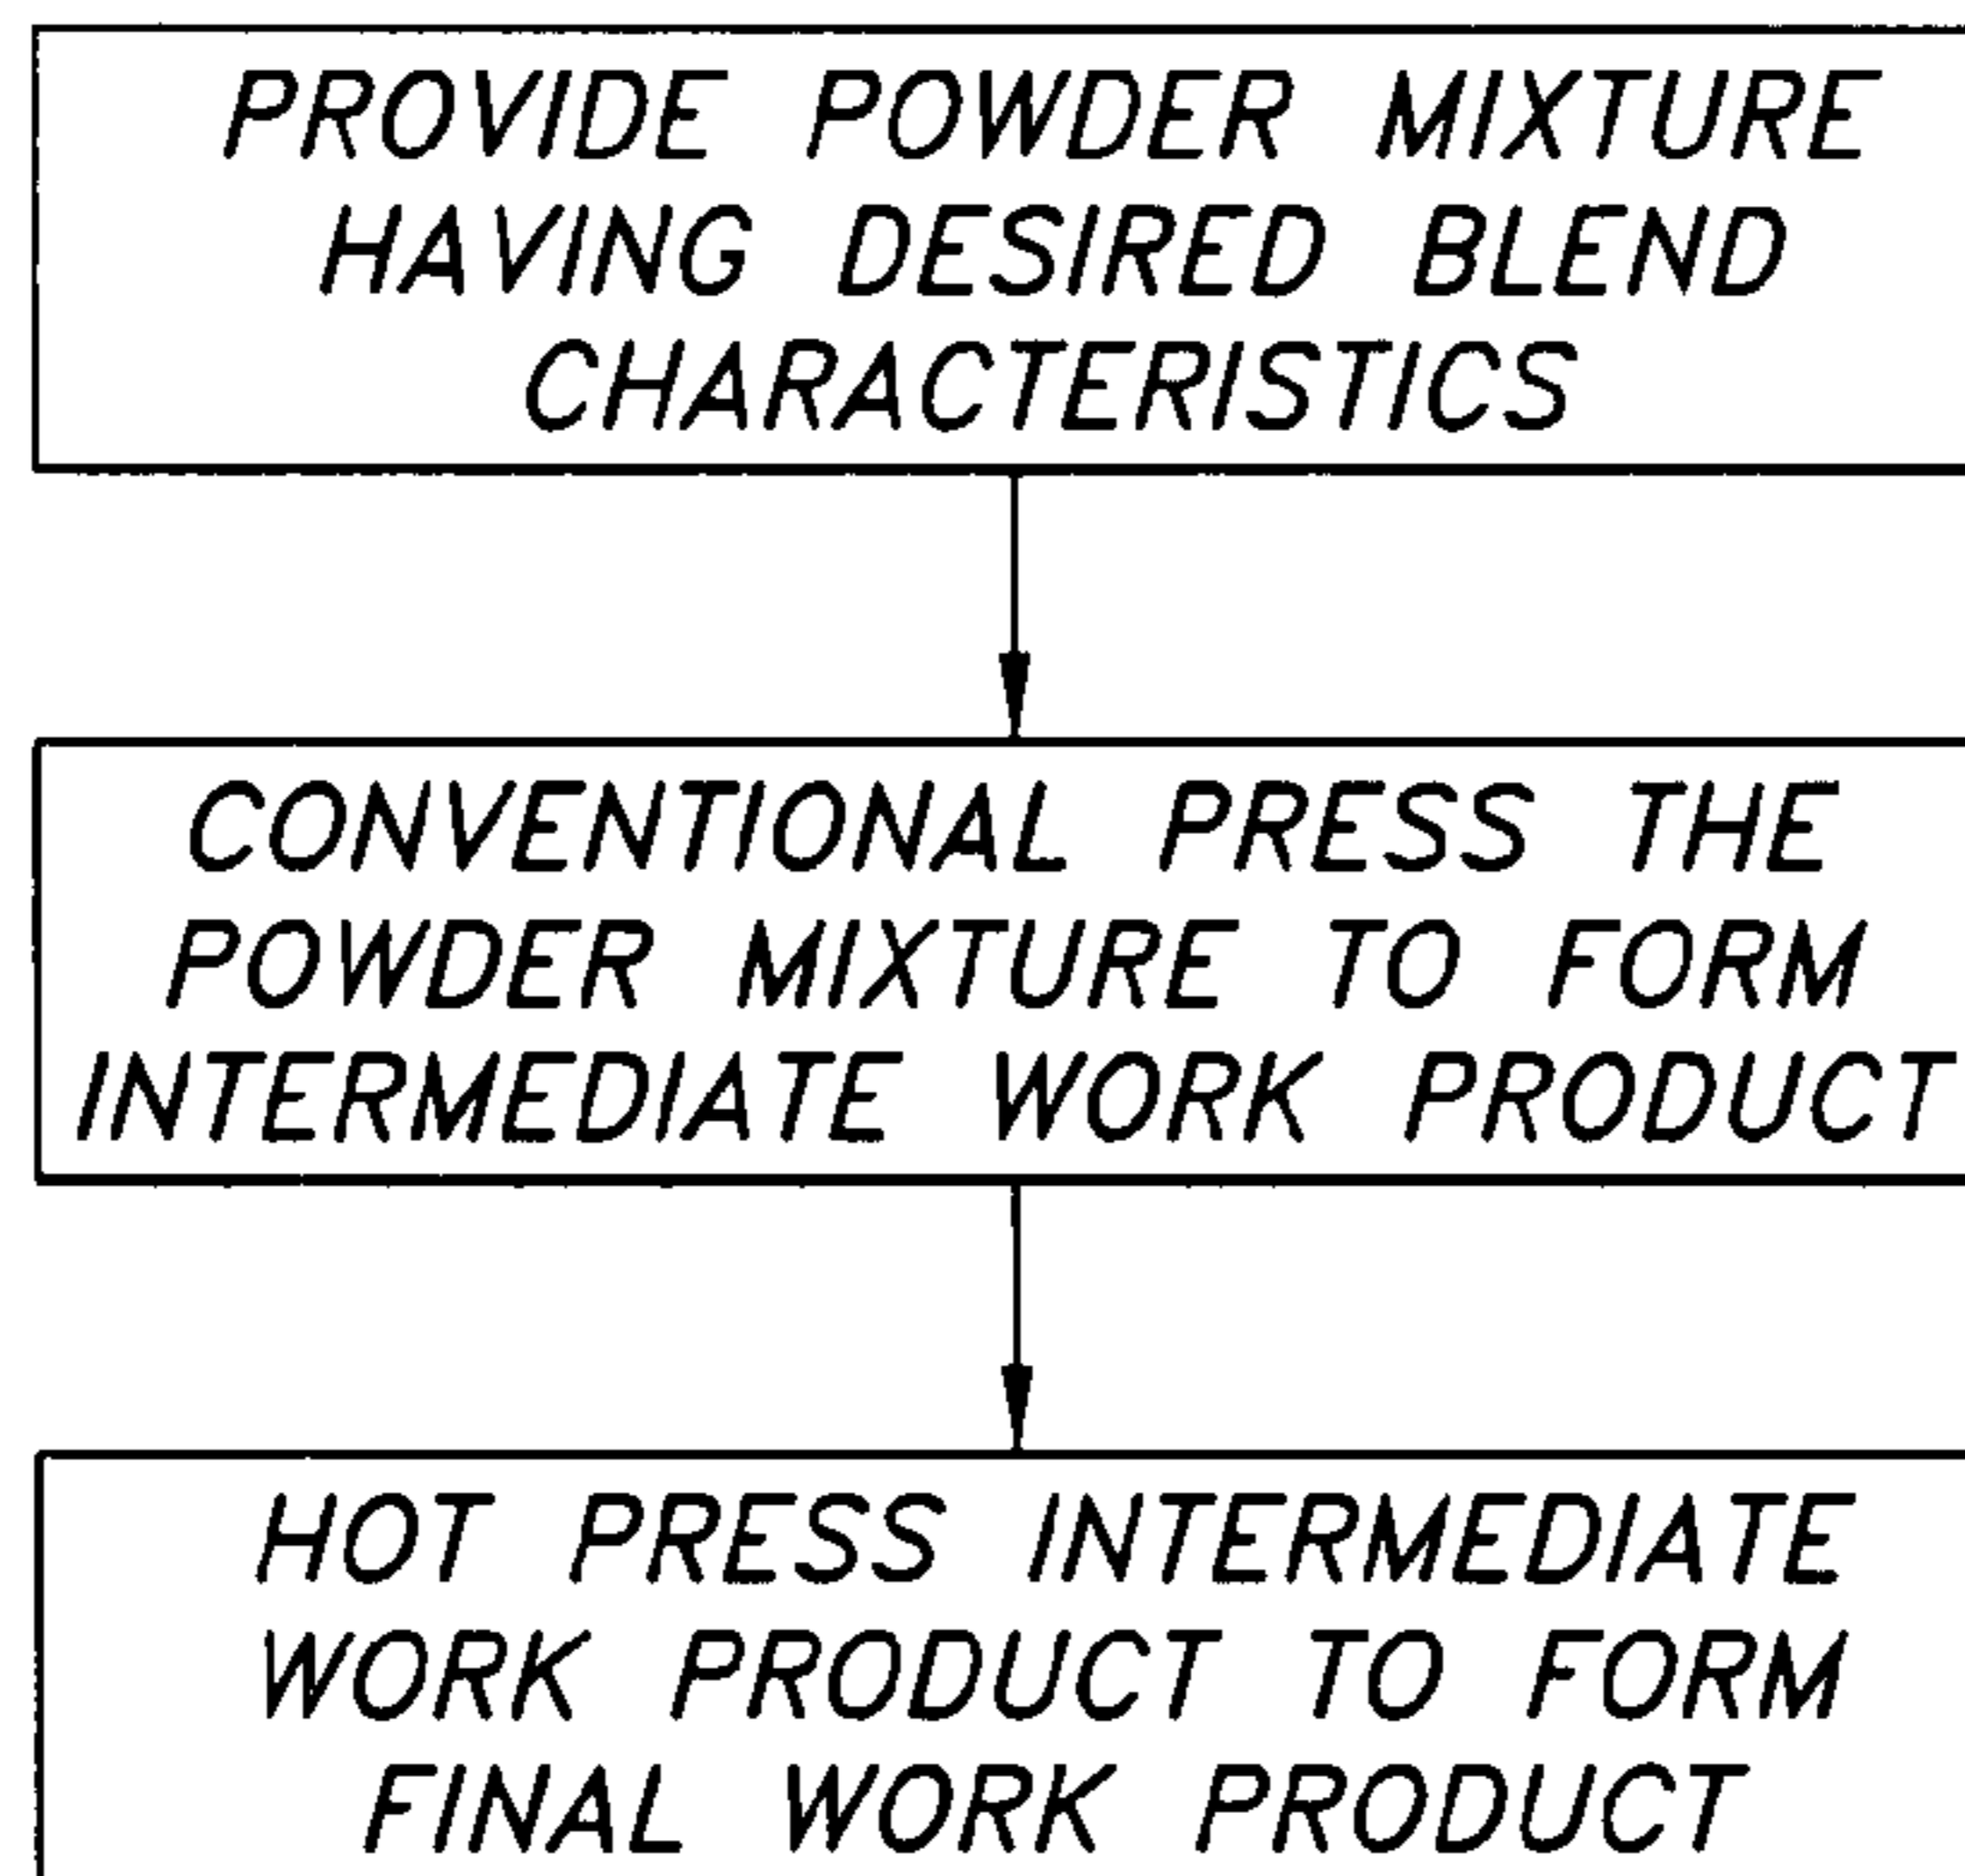 PROVIDE POWDER MIXTURE
HAVING DESIRED BLEND
CHARACTERISTICS
CONVENTIONAL PRESS THE
POWDER MIXTURE TO FORM
INTERMEDIATE WORK PRODUCT
HOT PRESS INTERMEDIATE
WORK PRODUCT TO FORM
FINAL WORK PRODUCT